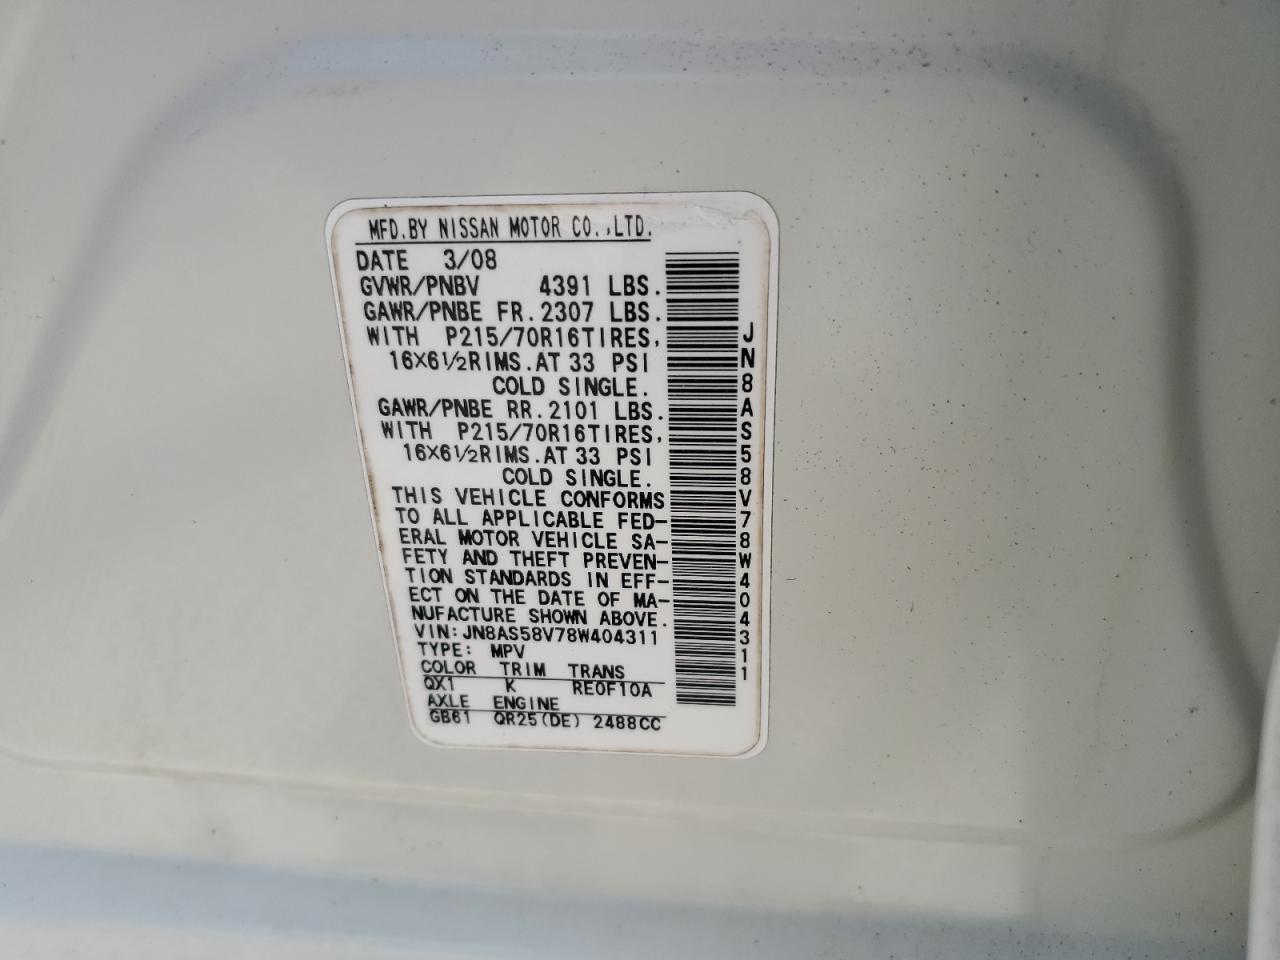 MFD.BY NISSAN MOTOR CO.,LTD.
DATE 3/08
GVWR/PNBV 4391 LBS.
GAWR/PNBE FR.2307 LBS.
WITH P215/70R16TIRES,
16×6½RIMS.AT 33 PSI
COLD SINGLE.
GAWR/PNBE RR.2101 LBS.
WITH P215/70R16TIRES,
16×6½RIMS.AT 33 PSI
COLD SINGLE.
THIS VEHICLE CONFORMS
TO ALL APPLICABLE FED-
ERAL MOTOR VEHICLE SA-
FETY AND THEFT PREVEN-
TION STANDARDS IN EFF-
ECT ON THE DATE OF MA-
NUFACTURE SHOWN ABOVE.
VIN:JN8AS58V78W404311
TYPE: MPV
COLOR TRIM TRANS
QX1 K RE0F10A
AXLE ENGINE
GB61 QR25(DE) 2488CC
JN8AS58V78W404311